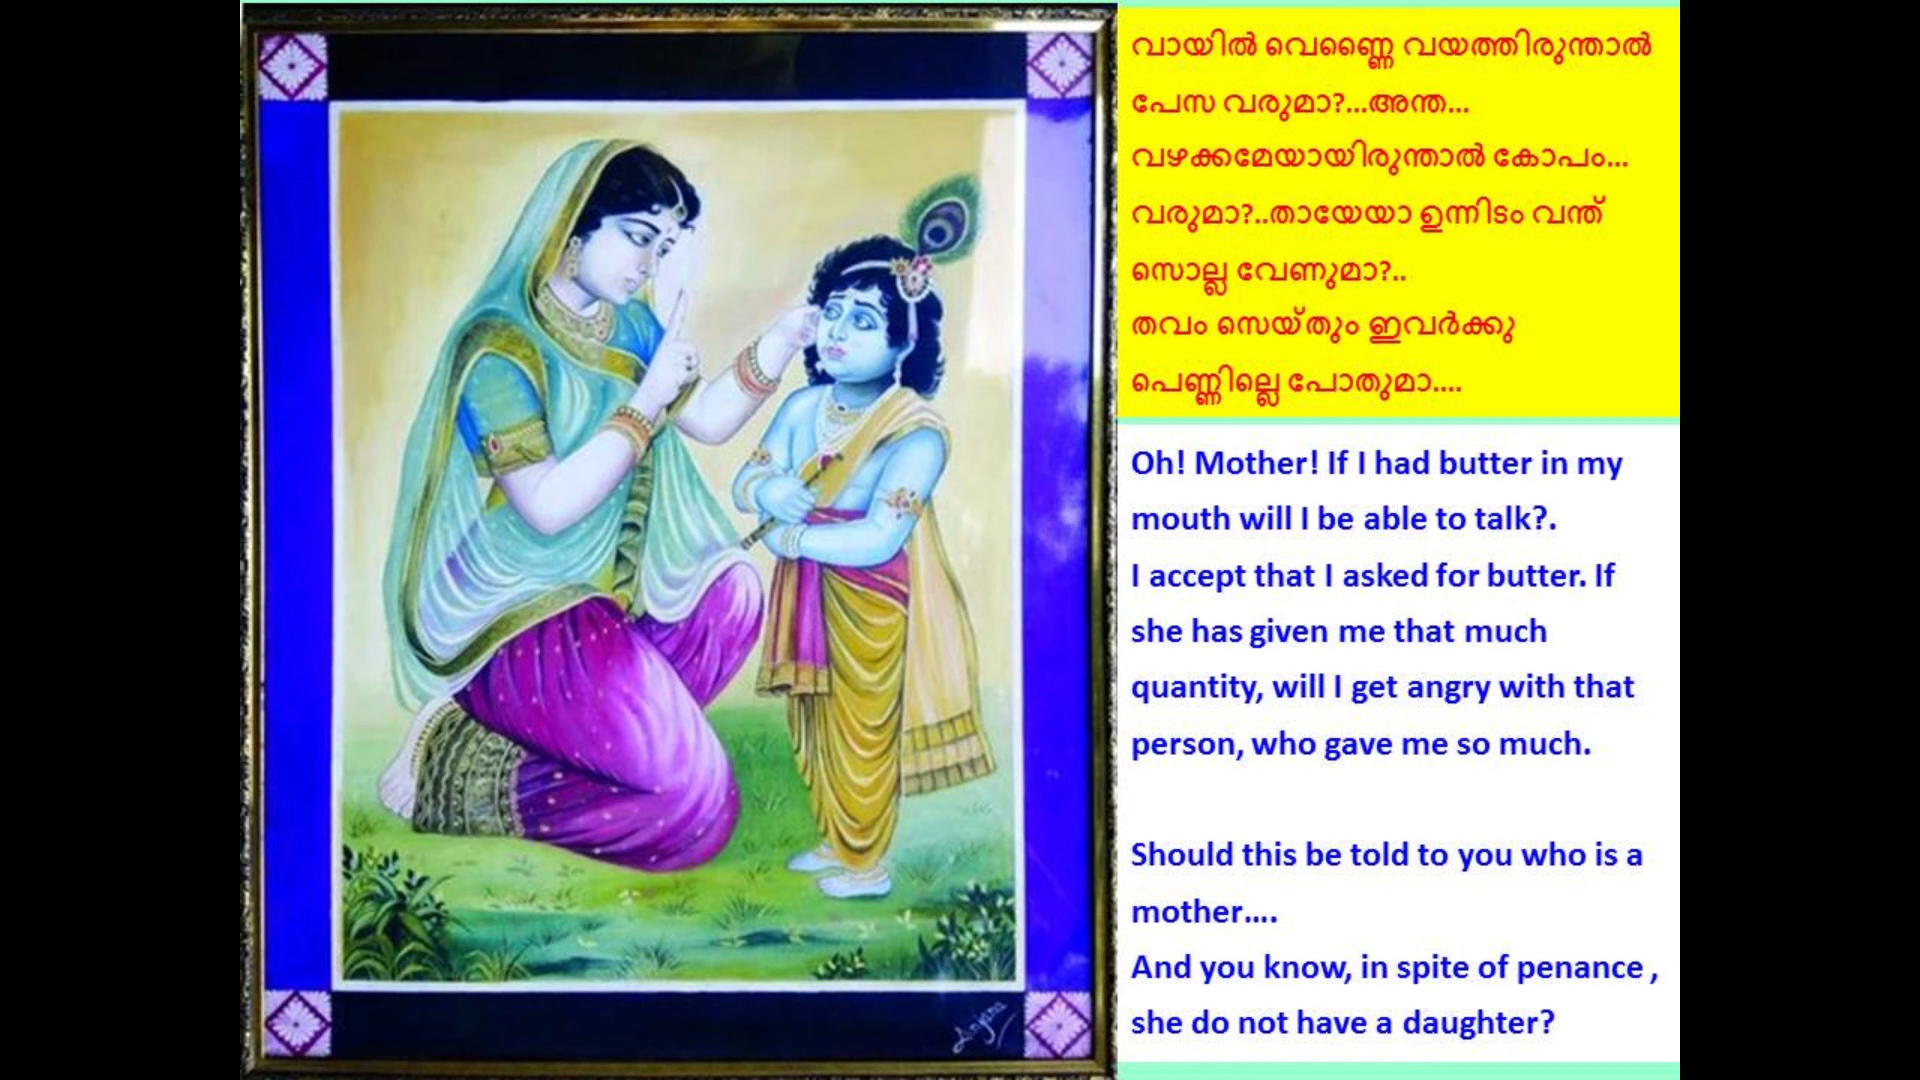 വായിൽ വെണ്ണൈ വയത്തിരുന്താൽ
പേസ വരുമാ?...അന്ത...
വഴക്കമേയായിരുന്താൽ കോപം...
വരുമാ?..തായേയാ ഉന്നിടം വന്ത്
സൊല്ല വേണുമാ?..
തവം സെയ്തും ഇവർക്കു
പെണ്ണില്ലെ പോതുമാ....
Oh! Mother! If I had butter in my
mouth will I be able to talk?.
I accept that I asked for butter. If
she has given me that much
quantity, will I get angry with that
person, who gave me so much.
Should this be told to you who is a
mother....
And you know, in spite of penance ,
she do not have a daughter?
Anjana